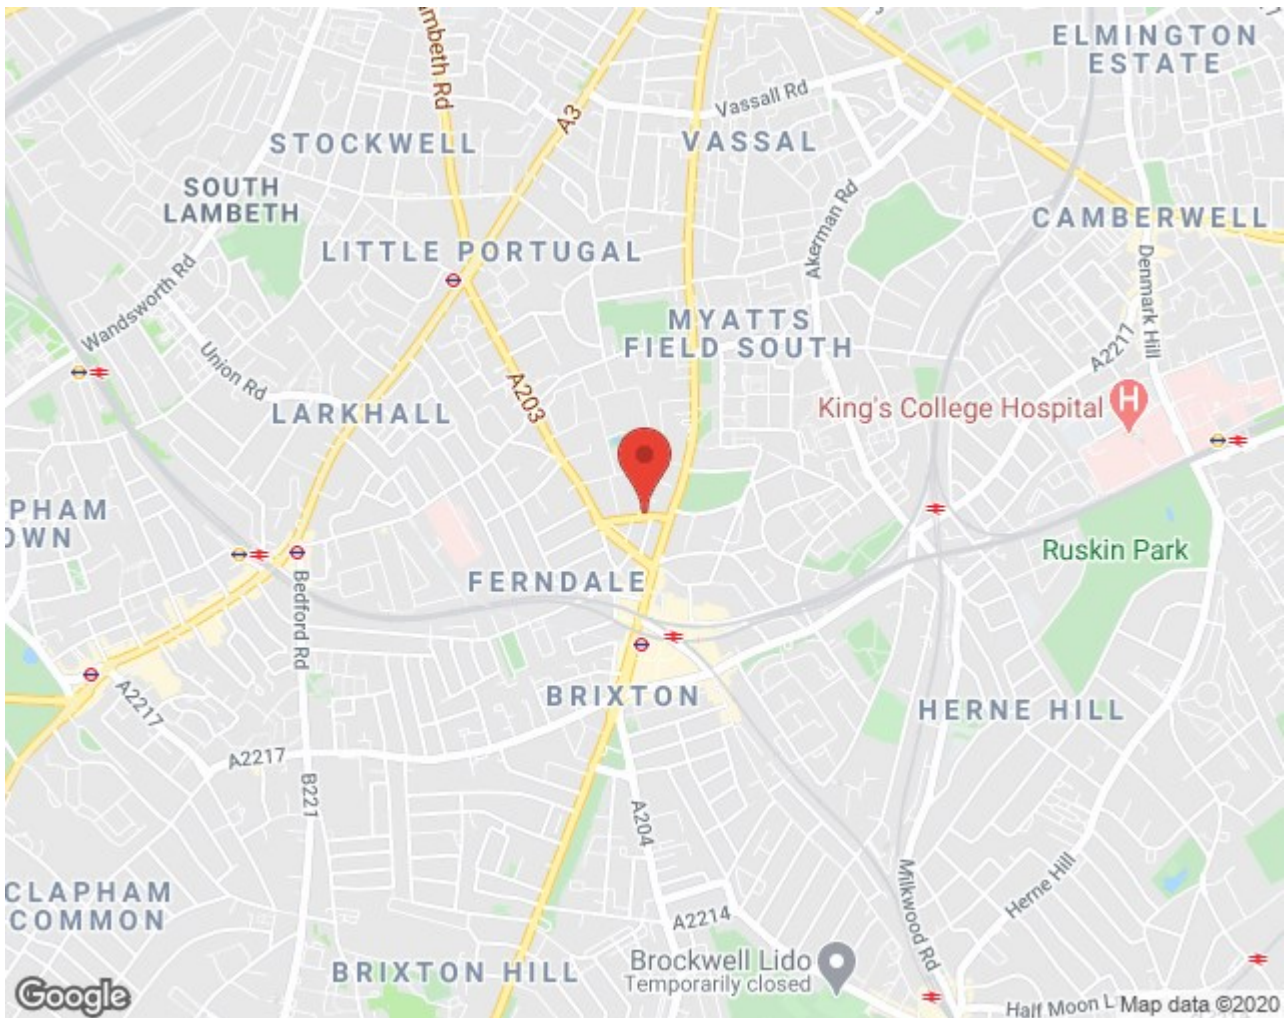 ELMINGTON
ESTATE
Lambeth Rd
A3
Vassall Rd
STOCKWELL
VASSAL
SOUTH
LAMBETH
Akerman Rd
CAMBERWELL
LITTLE PORTUGAL
Wandsworth Rd
Denmark Hill
MYATTS
FIELD SOUTH
A2217
Union Rd
A203
LARKHALL
King's College Hospital
H
PHAM
OWN
Ruskin Park
FERNDALE
Bedford Rd
A2217
BRIXTON
HERNE HILL
A2217
B221
A204
CLAPHAM
COMMON
Milkwood Rd
Herne Hill
A2214
BRIXTON HILL
Brockwell Lido
Temporarily closed
Google
Half Moon L
Map data ©2020